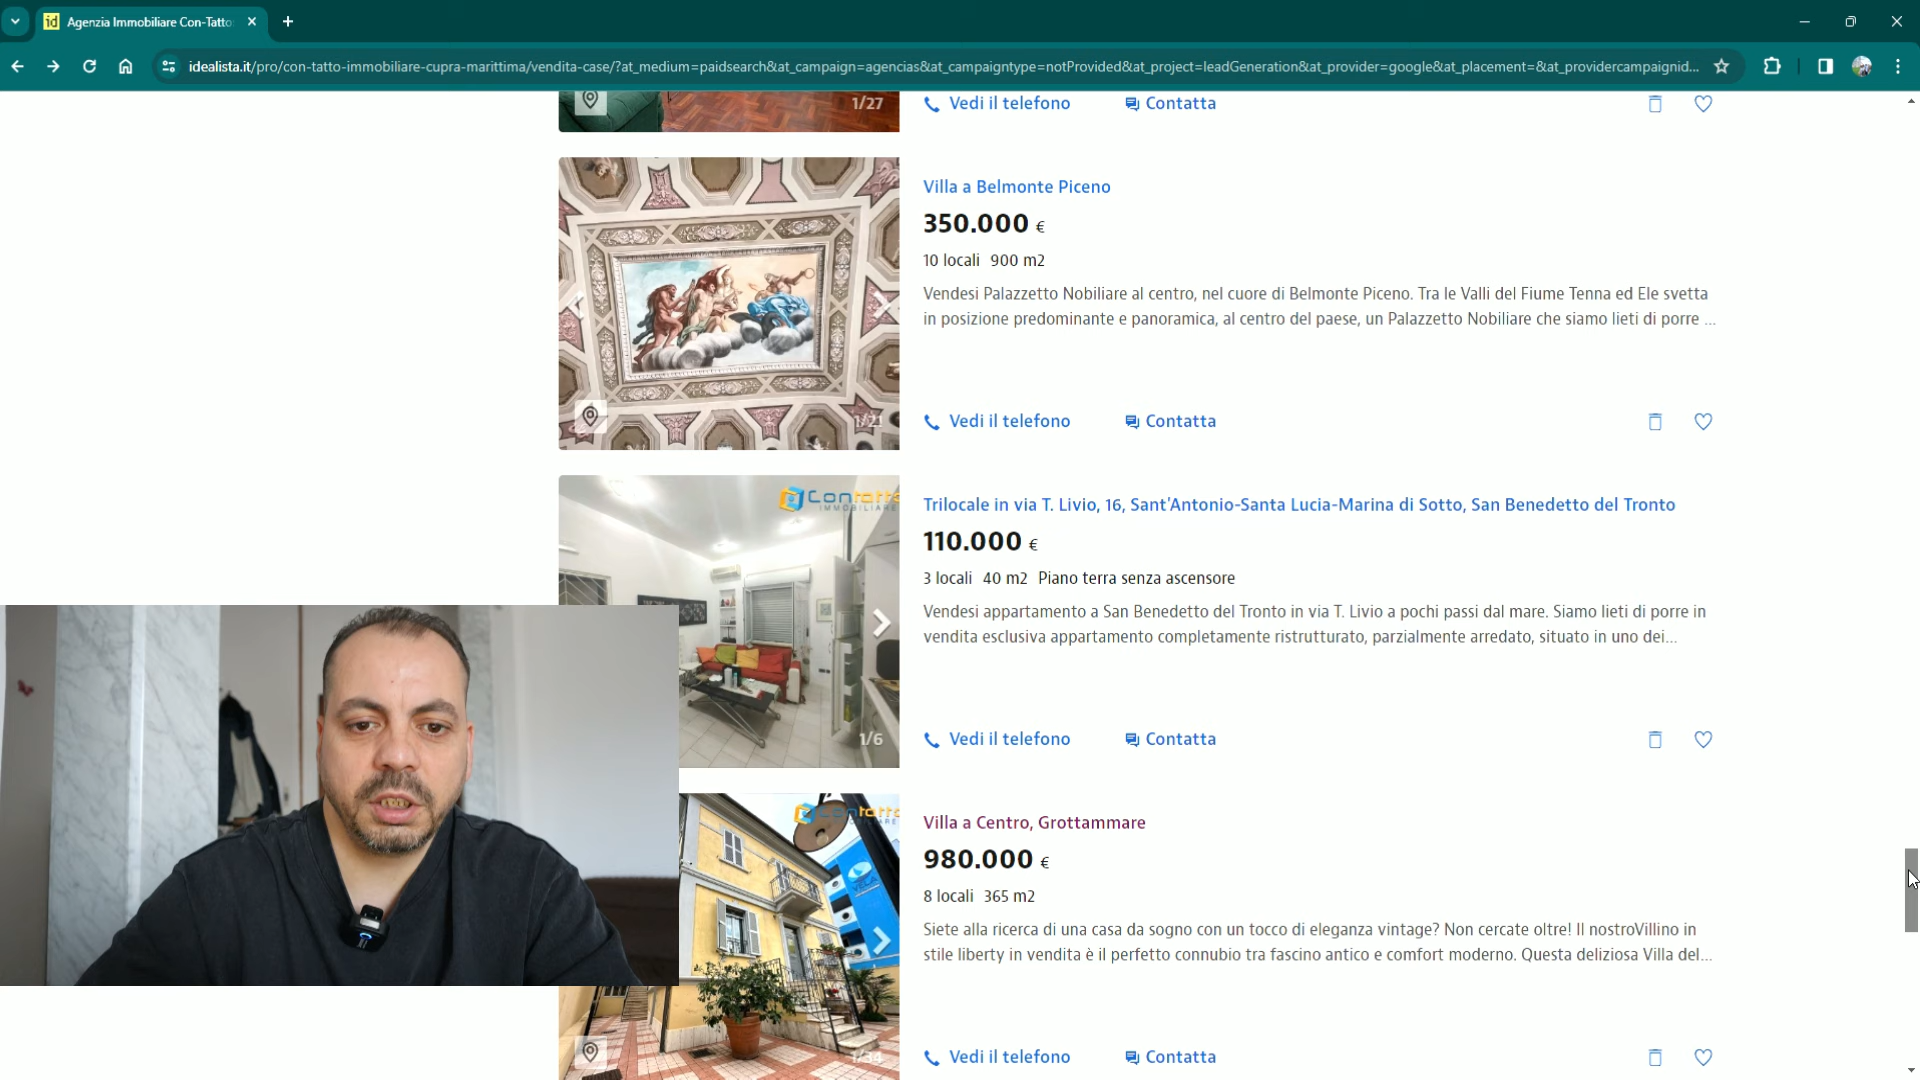 id Agenzia Immobiliare Con-Tatto
idealista.it/pro/con-tatto-immobiliare-cupra-marittima/vendita-case/?at_medium=paidsearch&at_campaign=agencias&at_campaigntype=notProvided&at_project=leadGeneration&at_provider=google&at_placement=&at_providercampaignid...
1/27
Vedi il telefono
Contatta
Villa a Belmonte Piceno
350.000 €
10 locali 900 m2
Vendesi Palazzetto Nobiliare al centro, nel cuore di Belmonte Piceno. Tra le Valli del Fiume Tenna ed Ele svetta
in posizione predominante e panoramica, al centro del paese, un Palazzetto Nobiliare che siamo lieti di porre ...
1/21
Vedi il telefono
Contatta
Contatto
IMMOBILIARE
Trilocale in via T. Livio, 16, Sant'Antonio-Santa Lucia-Marina di Sotto, San Benedetto del Tronto
110.000 €
3 locali 40 m2 Piano terra senza ascensore
Vendesi appartamento a San Benedetto del Tronto in via T. Livio a pochi passi dal mare. Siamo lieti di porre in
vendita esclusiva appartamento completamente ristrutturato, parzialmente arredato, situato in uno dei...
1/6
Vedi il telefono
Contatta
VELA
Villa a Centro, Grottammare
980.000 €
8 locali 365 m2
Siete alla ricerca di una casa da sogno con un tocco di eleganza vintage? Non cercate oltre! Il nostroVillino in
stile liberty in vendita è il perfetto connubio tra fascino antico e comfort moderno. Questa deliziosa Villa del...
1/34
Vedi il telefono
Contatta